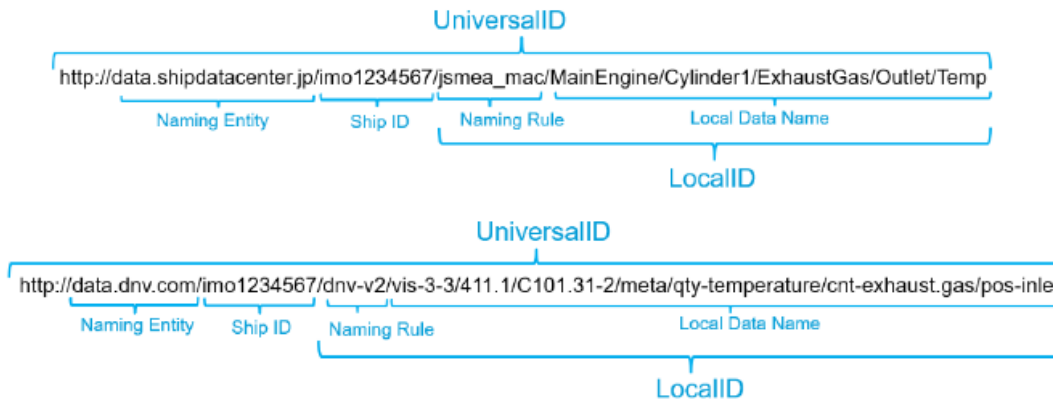 UniversalID
http://data.shipdatacenter.jp/imo1234567/jsmea_mac/MainEngine/Cylinder1/ExhaustGas/Outlet/Temp
Naming Entity Ship ID Naming Rule Local Data Name
LocalID
UniversalID
http://data.dnv.com/imo1234567/dnv-v2/vis-3-3/411.1/C101.31-2/meta/qty-temperature/cnt-exhaust.gas/pos-inle
Naming Entity Ship ID Naming Rule Local Data Name
LocalID